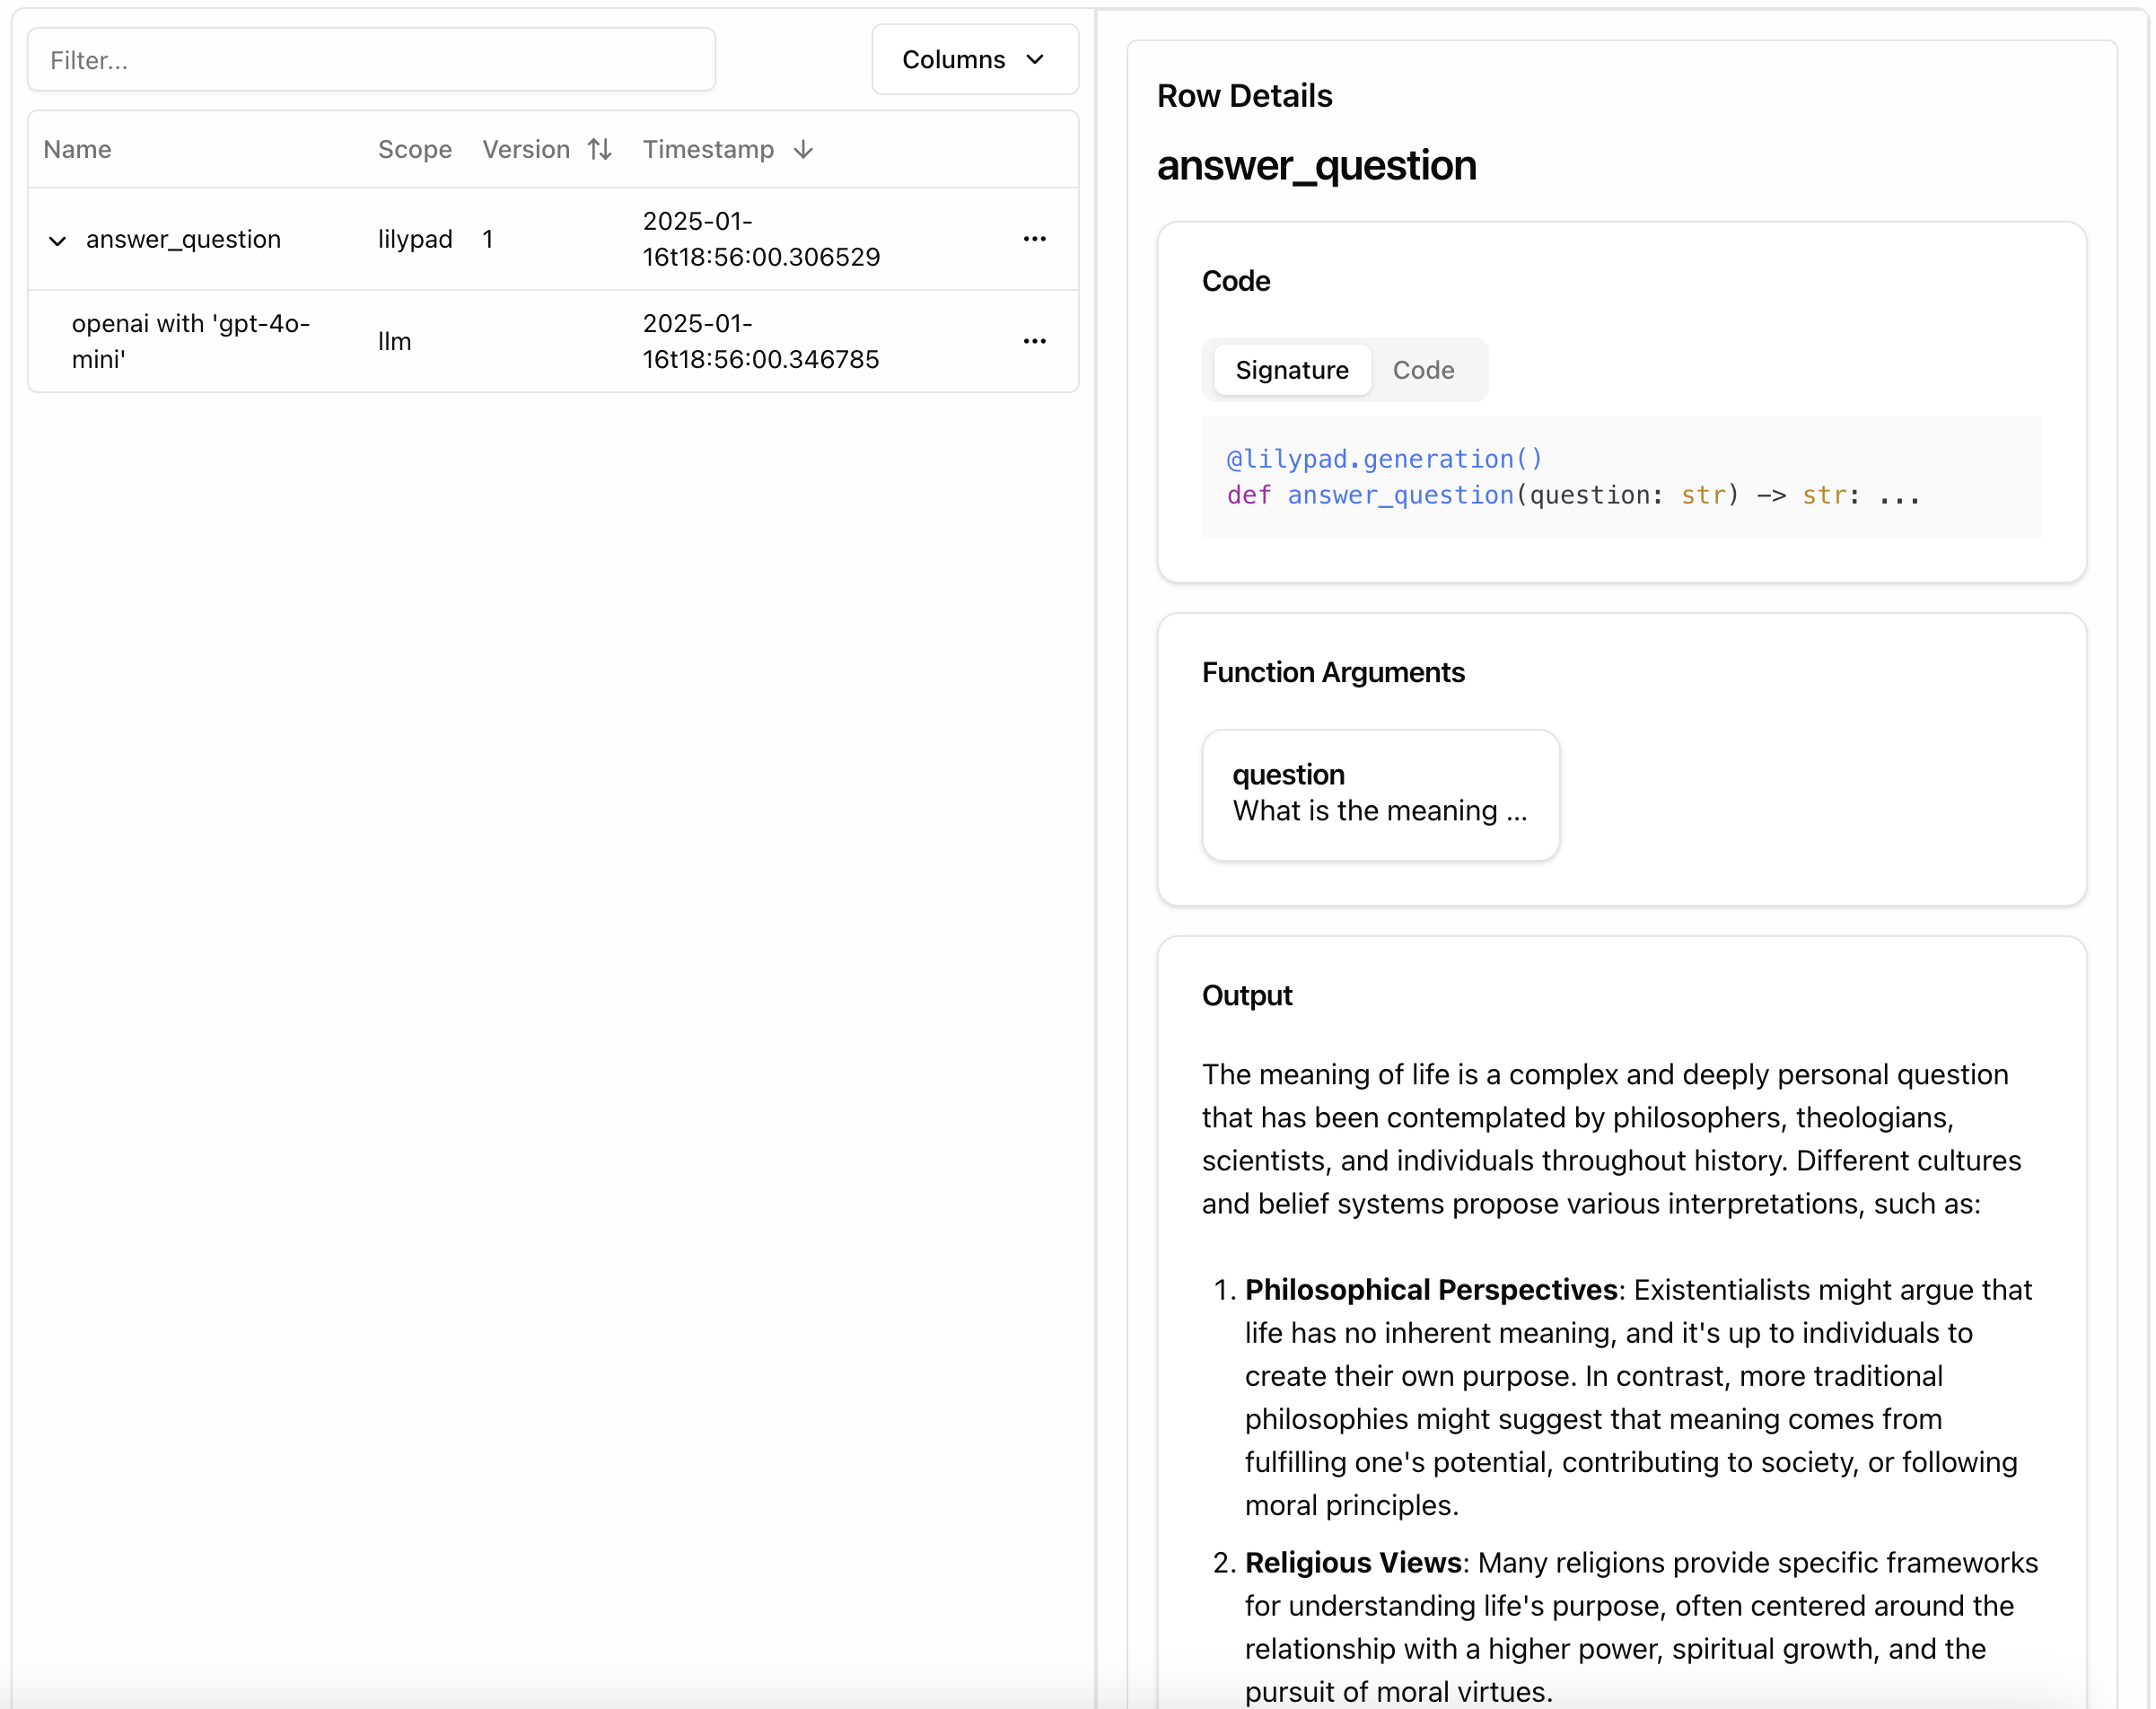 Filter...
Columns
Name Scope Version Timestamp
answer_question lilypad 1 2025-01-
16t18:56:00.306529
...
openai with 'gpt-4o-
mini'
llm
2025-01-
16t18:56:00.346785
...
Row Details
answer_question
Code
Signature Code
@lilypad.generation()
def answer_question(question: str) -> str: ...
Function Arguments
question
What is the meaning ...
Output
The meaning of life is a complex and deeply personal question
that has been contemplated by philosophers, theologians,
scientists, and individuals throughout history. Different cultures
and belief systems propose various interpretations, such as:
1. Philosophical Perspectives: Existentialists might argue that
life has no inherent meaning, and it's up to individuals to
create their own purpose. In contrast, more traditional
philosophies might suggest that meaning comes from
fulfilling one's potential, contributing to society, or following
moral principles.
2. Religious Views: Many religions provide specific frameworks
for understanding life's purpose, often centered around the
relationship with a higher power, spiritual growth, and the
pursuit of moral virtues.